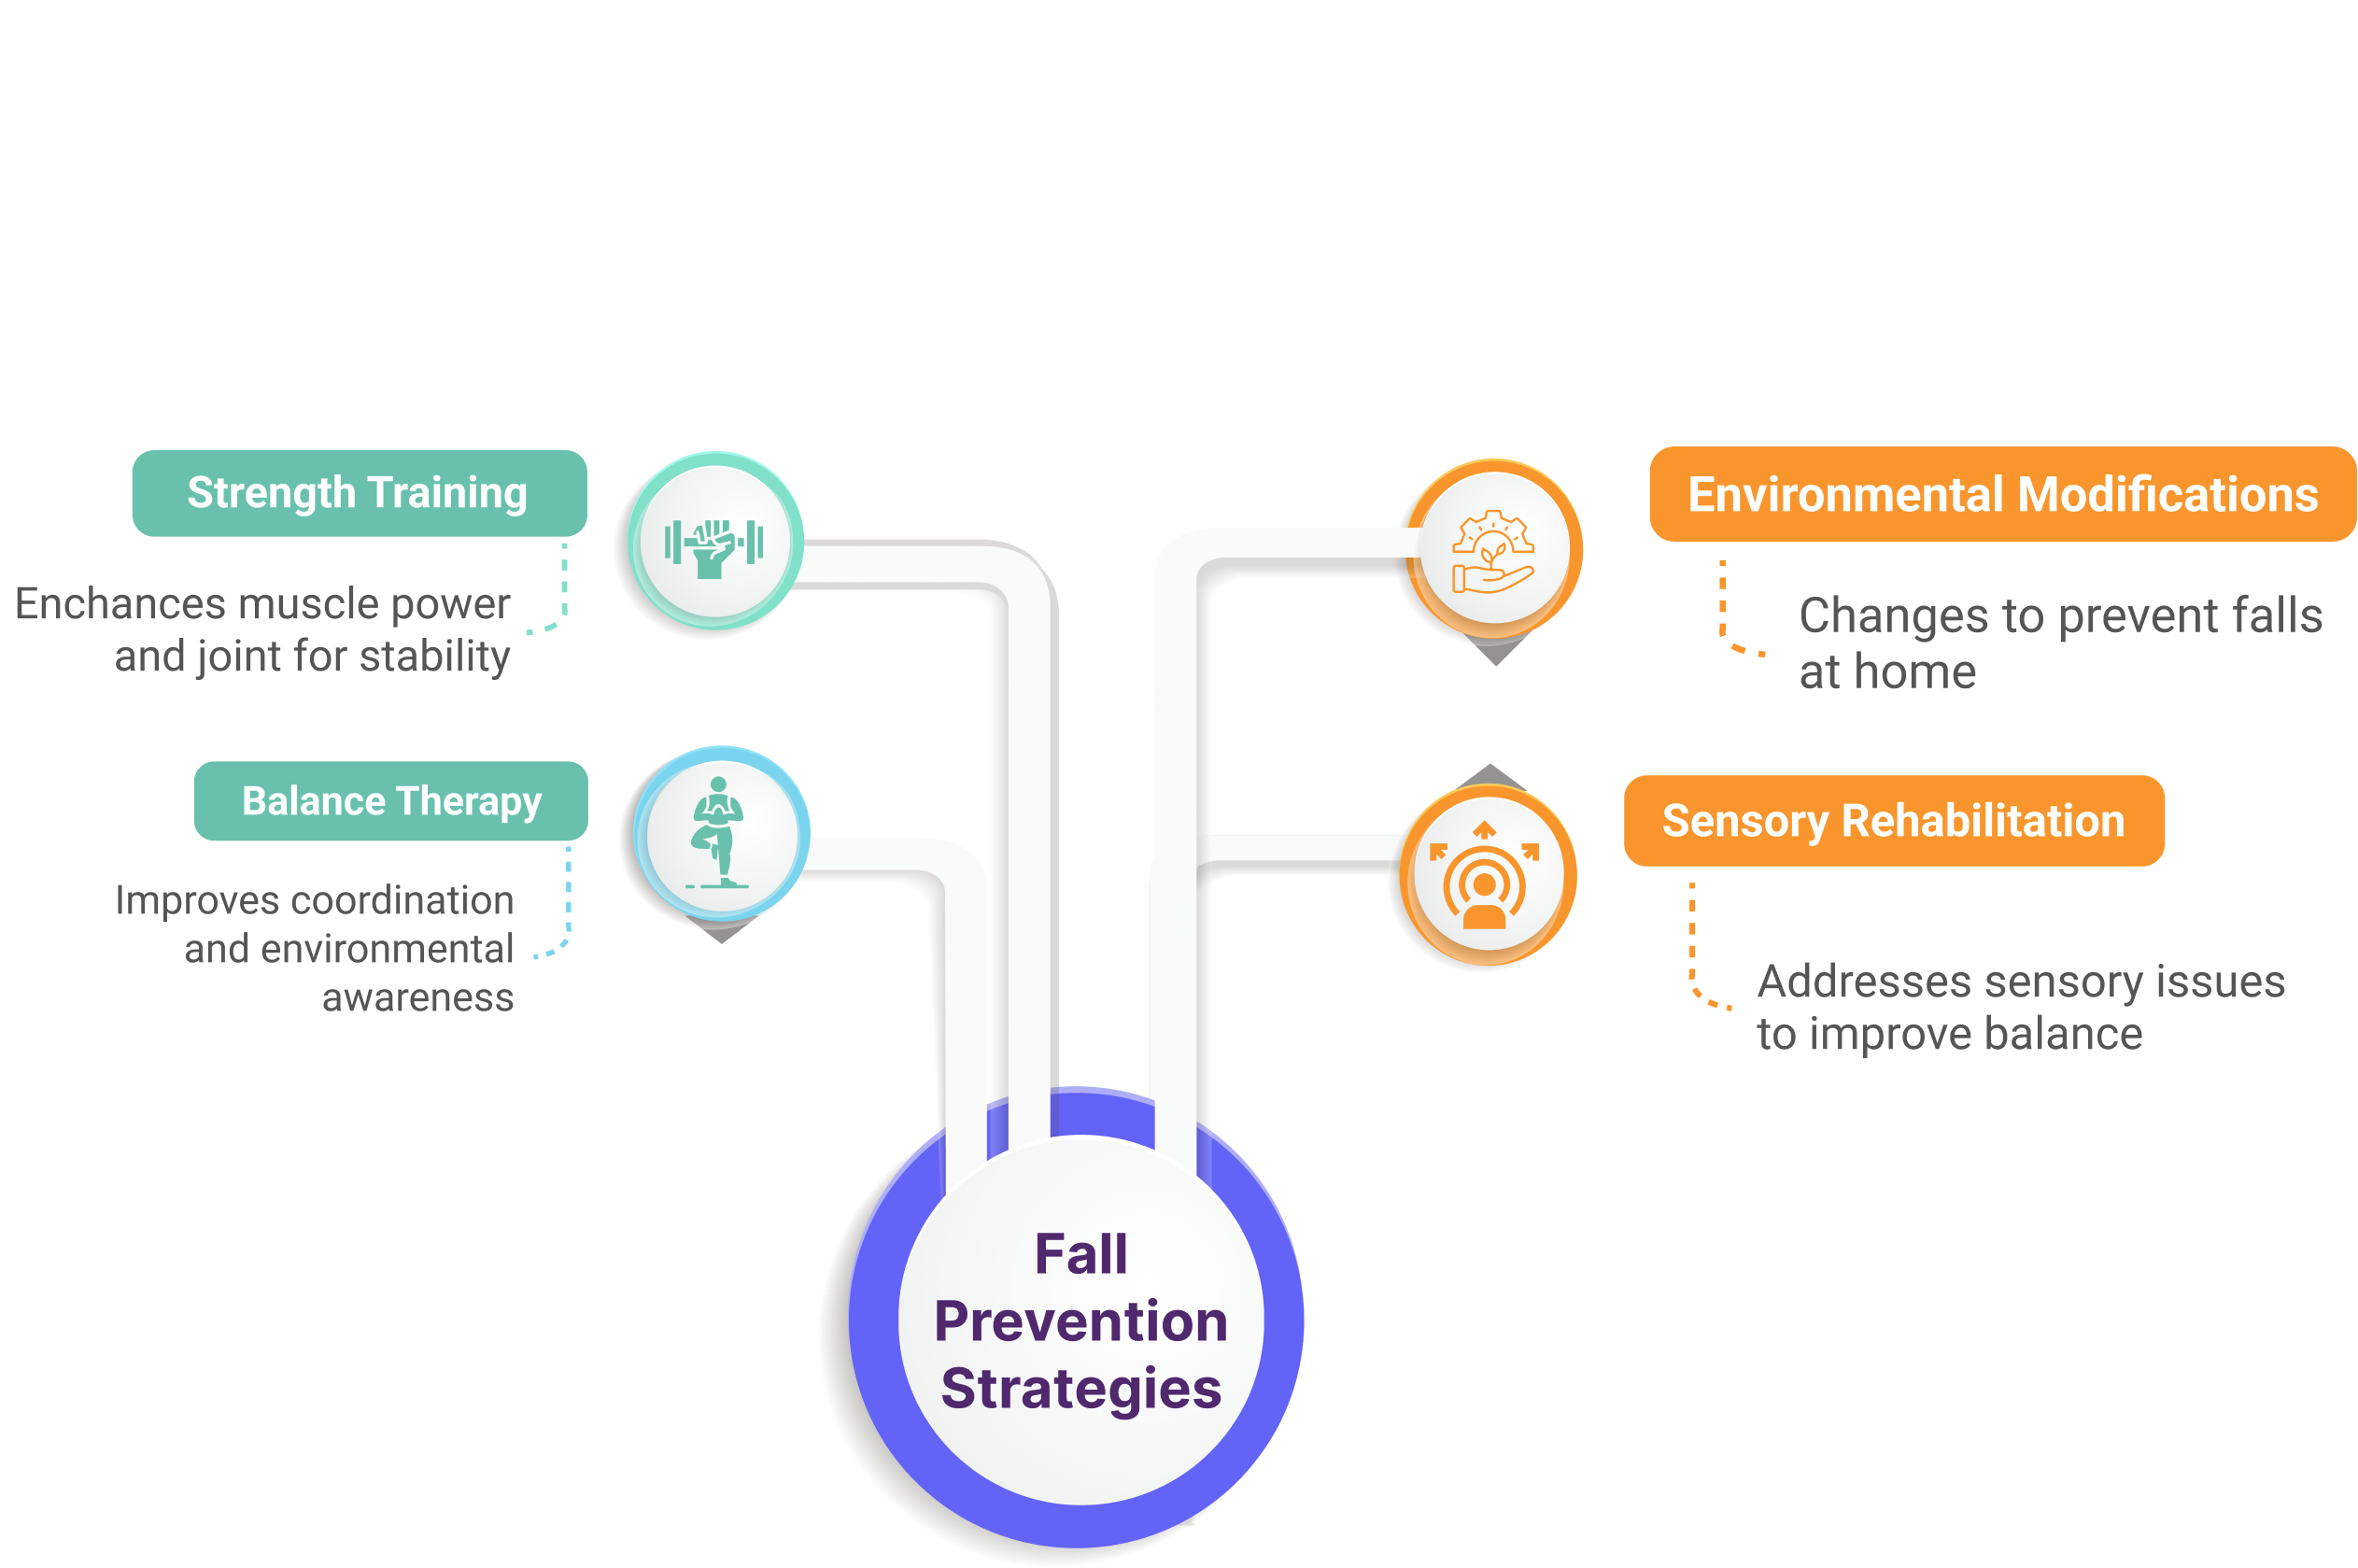 Strength Training
Enchances muscle power
and joint for stability
Balance Therapy
Improves coordination
and environmental
awareness
Environmental Modifications
Changes to prevent falls
at home
Sensory Rehabilitation
Addresses sensory issues
to improve balance
Fall
Prevention
Strategies